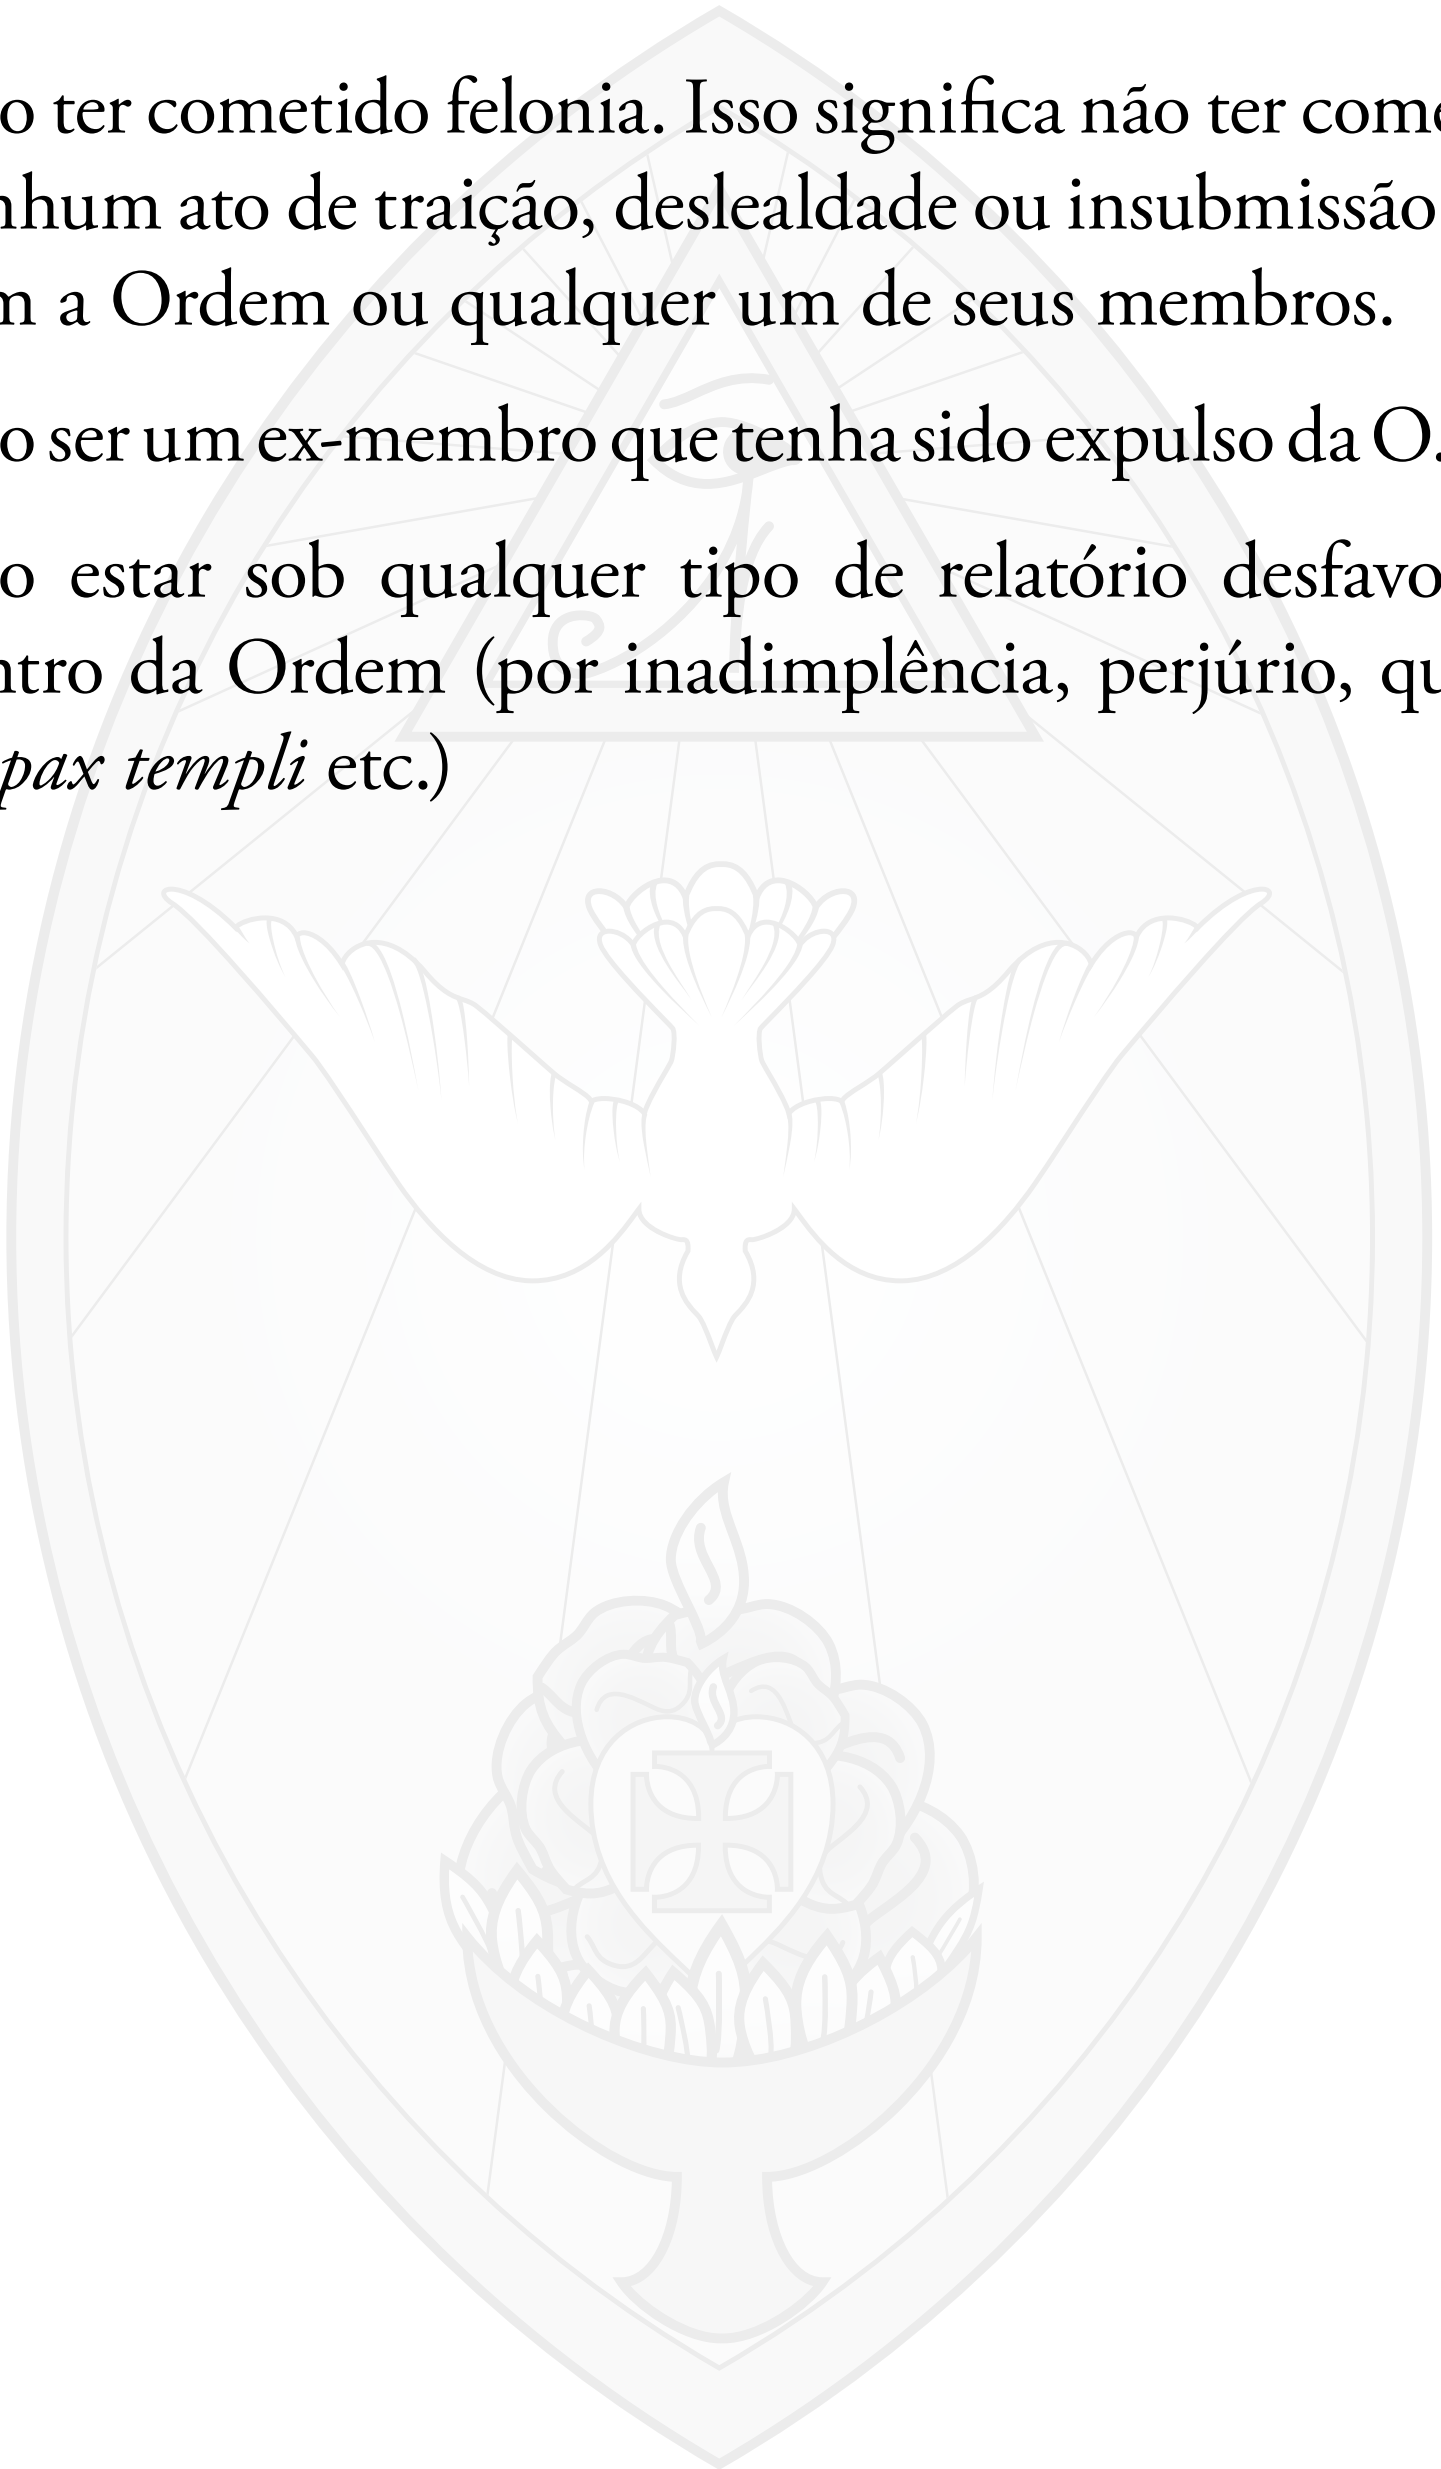 o ter cometido felonia. Isso significa não ter come
nhum ato de traição, deslealdade ou insubmissão
m a Ordem ou qualquer um de seus membros.
o ser um ex-membro que tenha sido expulso da O.
o estar sob qualquer tipo de relatório desfavo
ntro da Ordem (por inadimplência, perjúrio, qu
pax templi etc.)